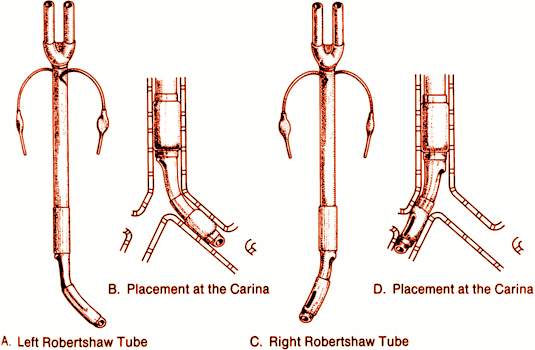 B. Placement at the Carina
D. Placement at the Carina
A. Left Robertshaw Tube
C. Right Robertshaw Tube